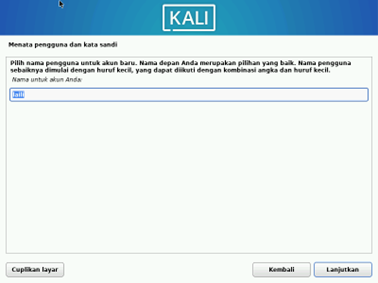 KALI
Menata pengguna dan kata sandi
Pilih nama pengguna untuk akun baru. Nama depan Anda merupakan pilihan yang baik. Nama pengguna
sebaiknya dimulai dengan huruf kecil, yang dapat diikuti dengan kombinasi angka dan huruf kecil.
Nama untuk akun Anda:
Cuplikan layar
Kembali
Lanjutkan